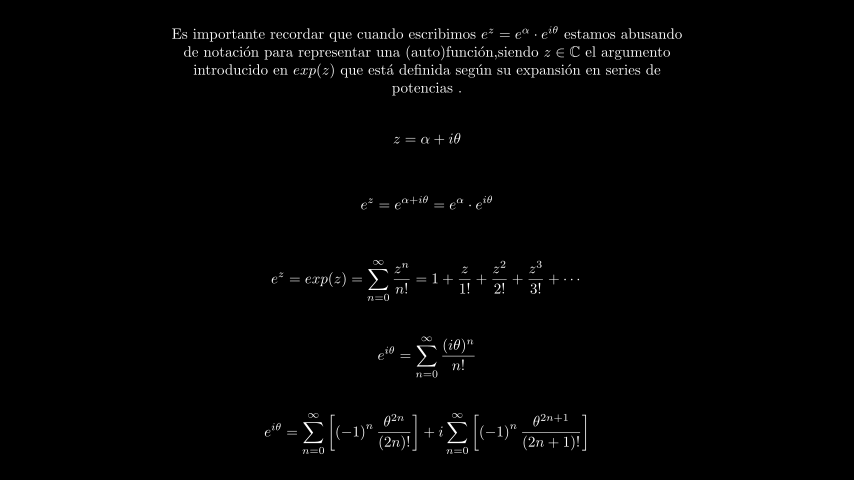 Es importante recordar que cuando escribimos $e^z = e^\alpha \cdot e^{i\theta}$ estamos abusando
de notación para representar una (auto)función,siendo $z \in \mathbb{C}$ el argumento
introducido en $exp(z)$ que está definida según su expansión en series de
potencias .
$z = \alpha + i\theta$
$e^z = e^{\alpha + i\theta} = e^\alpha \cdot e^{i\theta}$
$e^z = exp(z) = \sum_{n=0}^{\infty} \frac{z^n}{n!} = 1 + \frac{z}{1!} + \frac{z^2}{2!} + \frac{z^3}{3!} + \cdots$
$e^{i\theta} = \sum_{n=0}^{\infty} \frac{(i\theta)^n}{n!}$
$e^{i\theta} = \sum_{n=0}^{\infty} \left[ (-1)^n \frac{\theta^{2n}}{(2n)!} \right] + i \sum_{n=0}^{\infty} \left[ (-1)^n \frac{\theta^{2n+1}}{(2n+1)!} \right]$